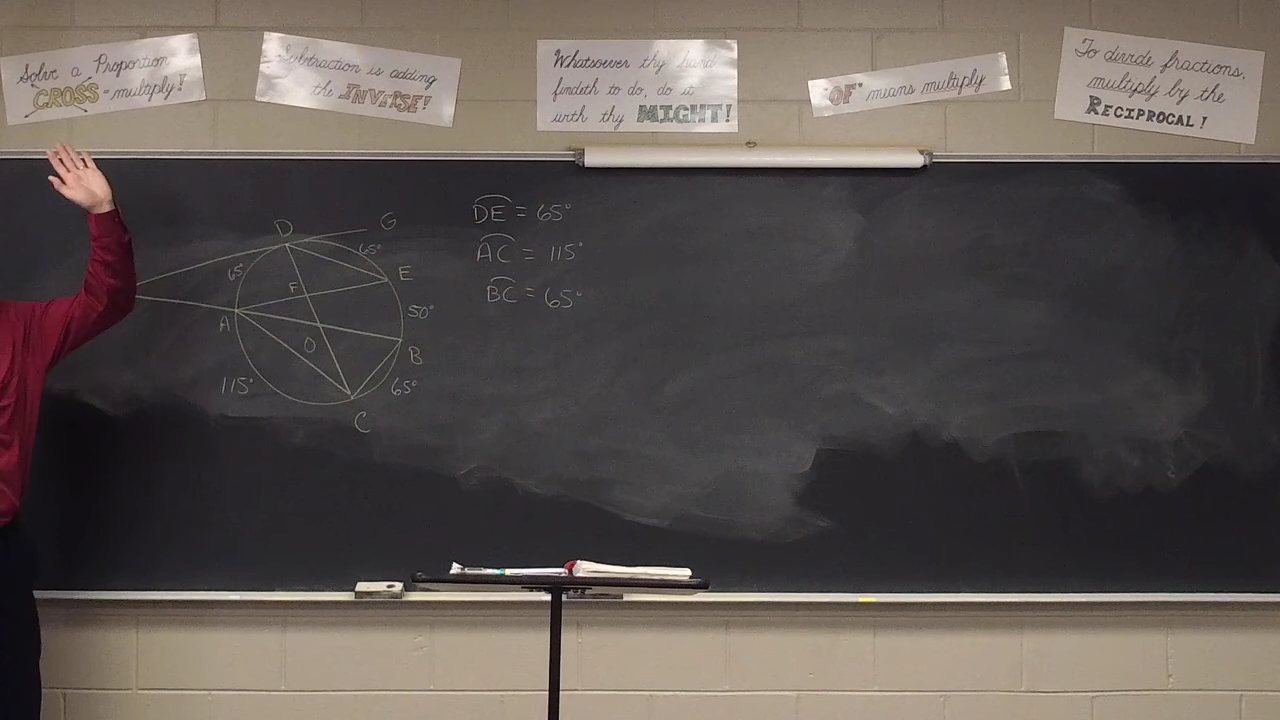 Solve a Proportion
CROSS-multiply!
Subtraction is adding
the INVERSE!
Whatsoever thy hand
findeth to do, do it
with thy MIGHT!
"OF" means multiply
To divide fractions,
multiply by the
RECIPROCAL!
D
G
65°
65°
E
F
50°
A
O
B
115°
65°
C
DE = 65°
AC = 115°
BC = 65°